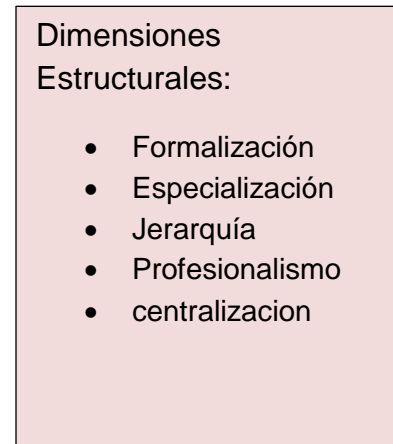 Dimensiones
Estructurales:
• Formalización
• Especialización
• Jerarquía
• Profesionalismo
• centralizacion